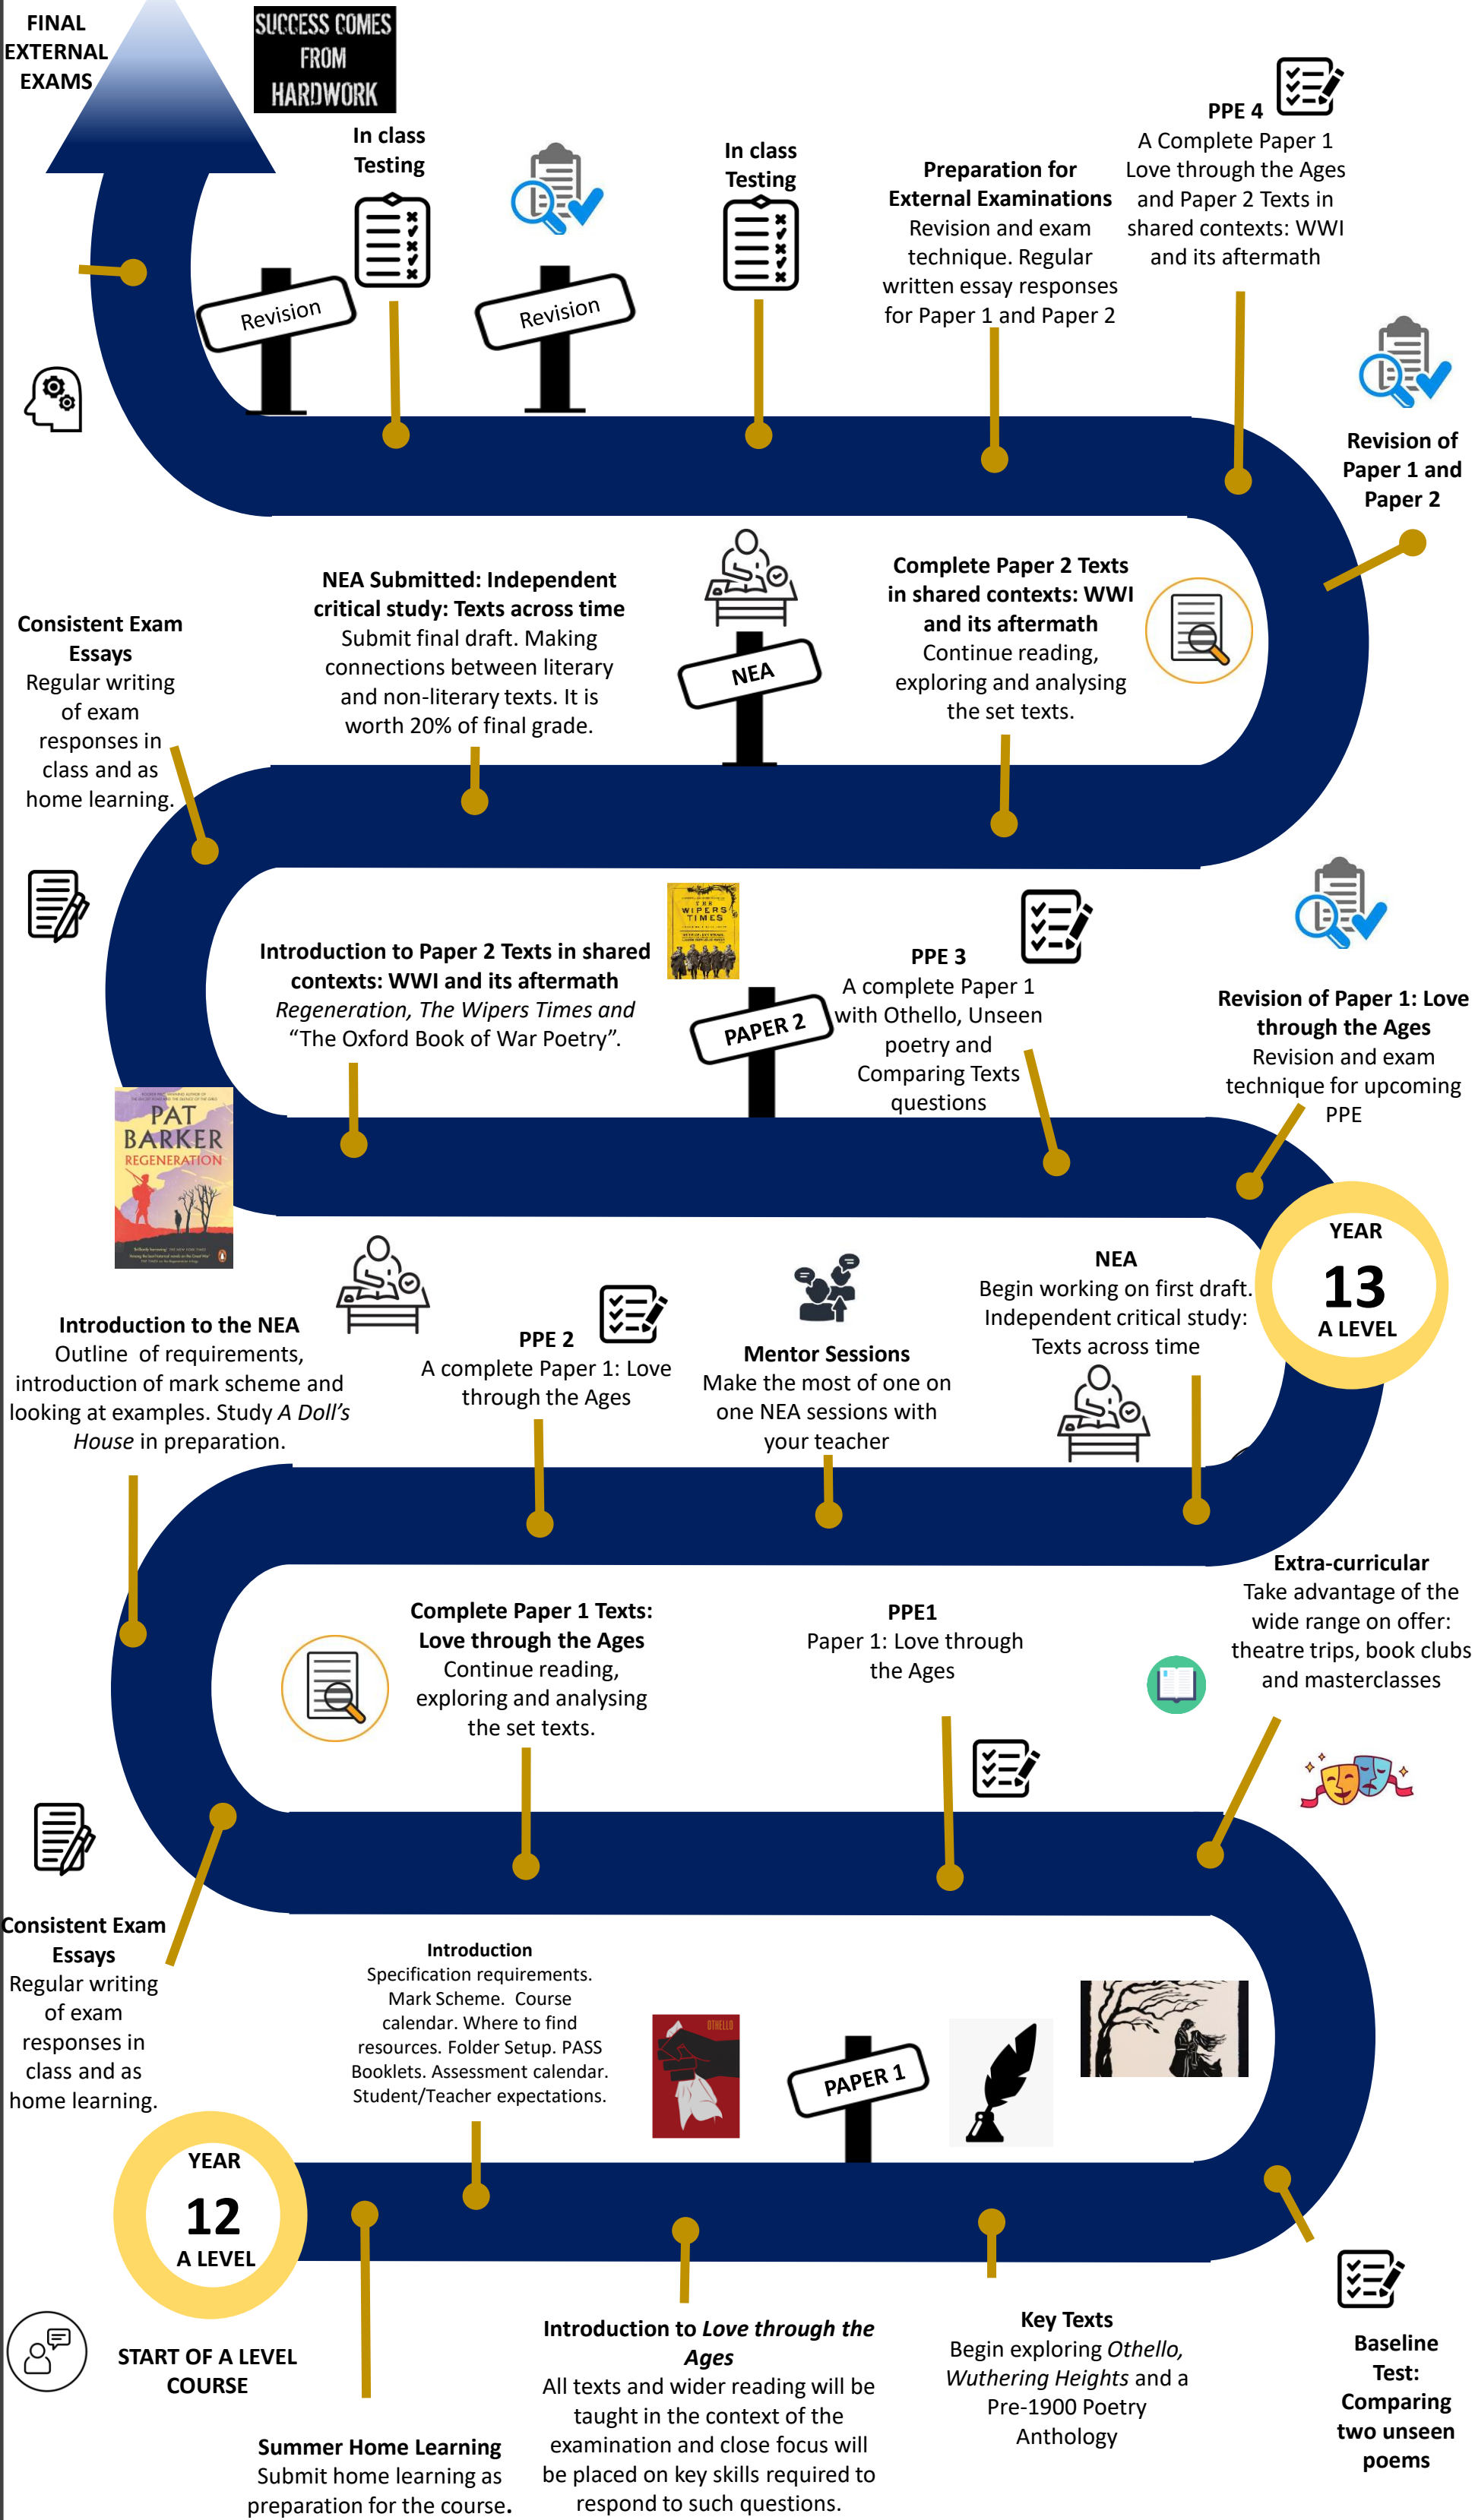 FINAL
EXTERNAL
EXAMS
SUCCESS COMES
FROM
HARDWORK
In class
Testing
In class
Testing
Preparation for
External Examinations
Revision and exam
technique. Regular
written essay responses
for Paper 1 and Paper 2
PPE 4
A Complete Paper 1
Love through the Ages
and Paper 2 Texts in
shared contexts: WWI
and its aftermath
Revision
Revision
Revision of
Paper 1 and
Paper 2
Consistent Exam
Essays
Regular writing
of exam
responses in
class and as
home learning.
NEA Submitted: Independent
critical study: Texts across time
Submit final draft. Making
connections between literary
and non-literary texts. It is
worth 20% of final grade.
NEA
Complete Paper 2 Texts
in shared contexts: WWI
and its aftermath
Continue reading,
exploring and analysing
the set texts.
Introduction to Paper 2 Texts in shared
contexts: WWI and its aftermath
Regeneration, The Wipers Times and
“The Oxford Book of War Poetry”.
THE
WIPERS
TIMES
PAPER 2
PPE 3
A complete Paper 1
with Othello, Unseen
poetry and
Comparing Texts
questions
Revision of Paper 1: Love
through the Ages
Revision and exam
technique for upcoming
PPE
PAT
BARKER
REGENERATION
YEAR
13
A LEVEL
Introduction to the NEA
Outline of requirements,
introduction of mark scheme and
looking at examples. Study A Doll’s
House in preparation.
PPE 2
A complete Paper 1: Love
through the Ages
Mentor Sessions
Make the most of one on
one NEA sessions with
your teacher
NEA
Begin working on first draft.
Independent critical study:
Texts across time
Complete Paper 1 Texts:
Love through the Ages
Continue reading,
exploring and analysing
the set texts.
PPE1
Paper 1: Love through
the Ages
Extra-curricular
Take advantage of the
wide range on offer:
theatre trips, book clubs
and masterclasses
Consistent Exam
Essays
Regular writing
of exam
responses in
class and as
home learning.
Introduction
Specification requirements.
Mark Scheme. Course
calendar. Where to find
resources. Folder Setup. PASS
Booklets. Assessment calendar.
Student/Teacher expectations.
OTHELLO
PAPER 1
YEAR
12
A LEVEL
START OF A LEVEL
COURSE
Summer Home Learning
Submit home learning as
preparation for the course.
Introduction to Love through the
Ages
All texts and wider reading will be
taught in the context of the
examination and close focus will
be placed on key skills required to
respond to such questions.
Key Texts
Begin exploring Othello,
Wuthering Heights and a
Pre-1900 Poetry
Anthology
Baseline
Test:
Comparing
two unseen
poems